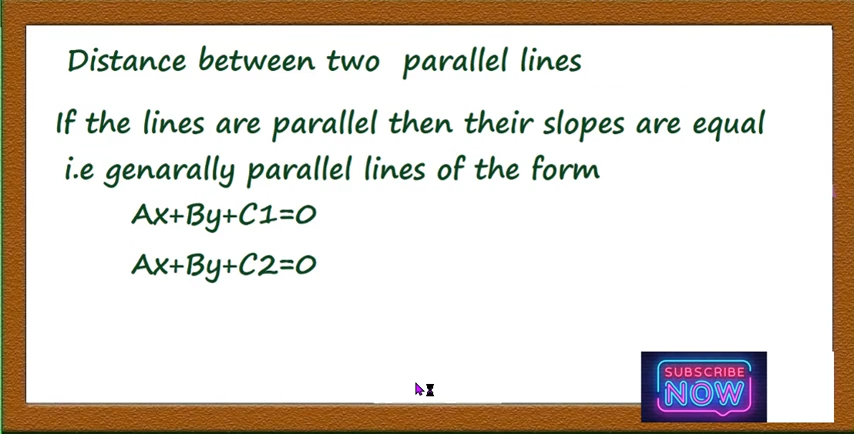 Distance between two parallel lines
If the lines are parallel then their slopes are equal
i.e genarally parallel lines of the form
Ax+By+C1=0
Ax+By+C2=0
SUBSCRIBE
NOW